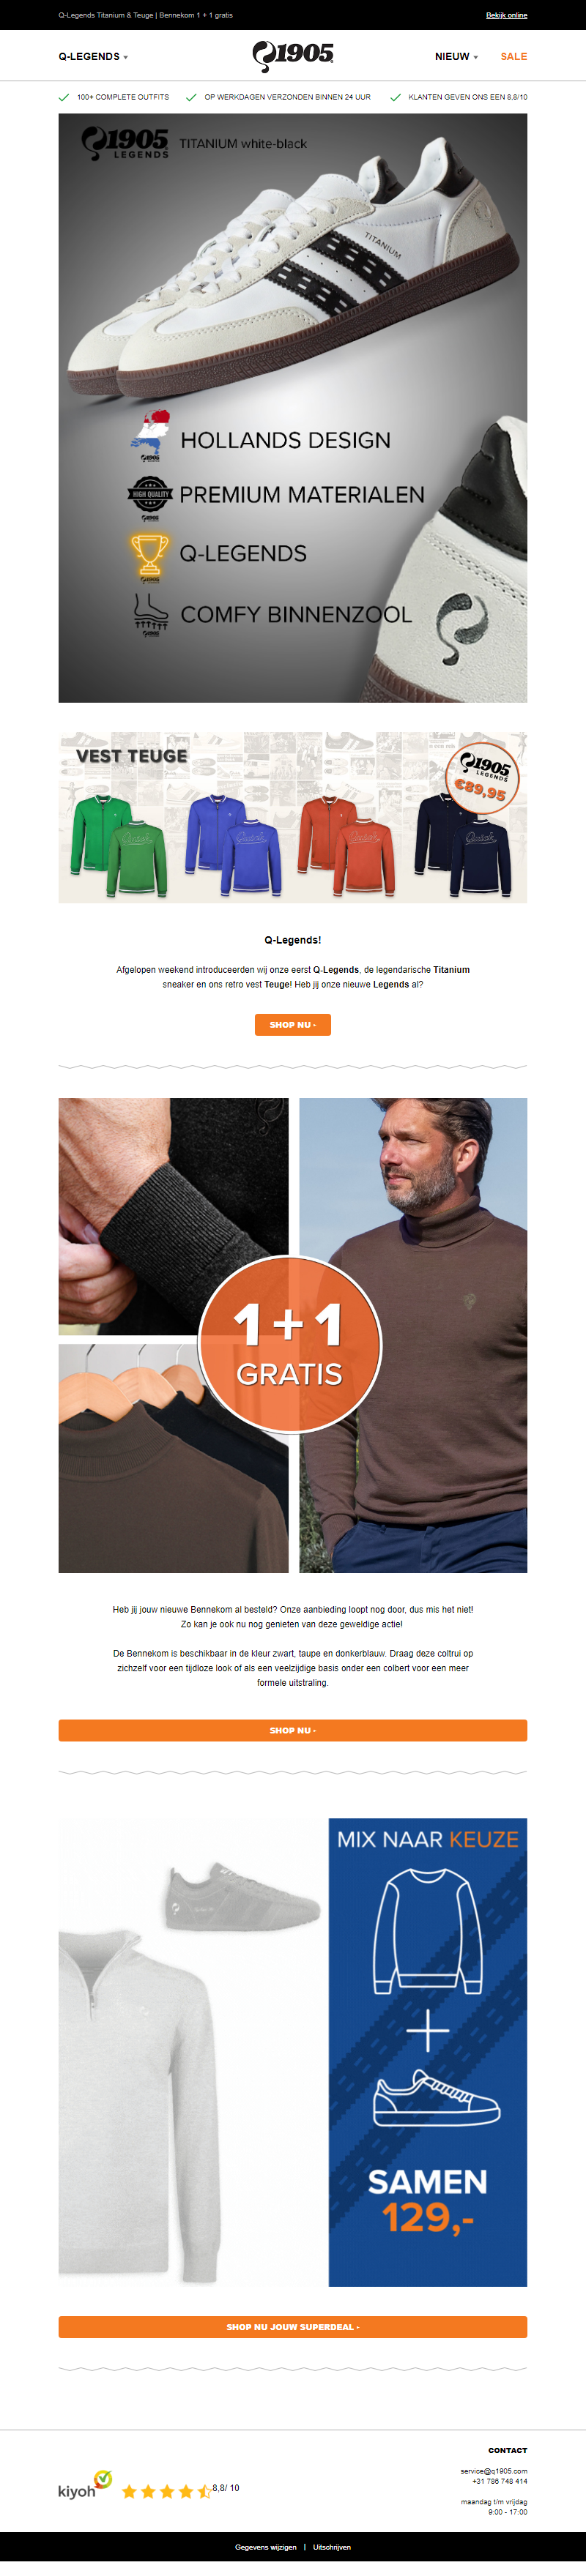 Q-Legends Titanium & Teuge | Bennekom 1 + 1 gratis
Bekijk online
Q-LEGENDS
1905
NIEUW
SALE
100+ COMPLETE OUTFITS
OP WERKDAGEN VERZONDEN BINNEN 24 UUR
KLANTEN GEVEN ONS EEN 8.8/10
1905
LEGENDS
TITANIUM white-black
TITANIUM
HOLLANDS DESIGN
1905
HIGH QUALITY
PREMIUM MATERIALEN
1905
Q-LEGENDS
1905
COMFY BINNENZOOL
1905
VEST TEUGE
1905
LEGENDS
€89,95
Q-Legends!
Afgelopen weekend introduceerden wij onze eerst Q-Legends, de legendarische Titanium
sneaker en ons retro vest Teuge! Heb jij onze nieuwe Legends al?
SHOP NU -
1+1
GRATIS
Heb jij jouw nieuwe Bennekom al besteld? Onze aanbieding loopt nog door, dus mis het niet!
Zo kan je ook nu nog genieten van deze geweldige actie!
De Bennekom is beschikbaar in de kleur zwart, taupe en donkerblauw. Draag deze coltrui op
zichzelf voor een tijdloze look of als een veelzijdige basis onder een colbert voor een meer
formele uitstraling.
SHOP NU -
MIX NAAR KEUZE
SAMEN
129,-
SHOP NU JOUW SUPERDEAL -
CONTACT
service@q1905.com
+31 786 748 414
maandag t/m vrijdag
9:00 - 17:00
kiyoh
8,8/ 10
Gegevens wijzigen | Uitschrijven